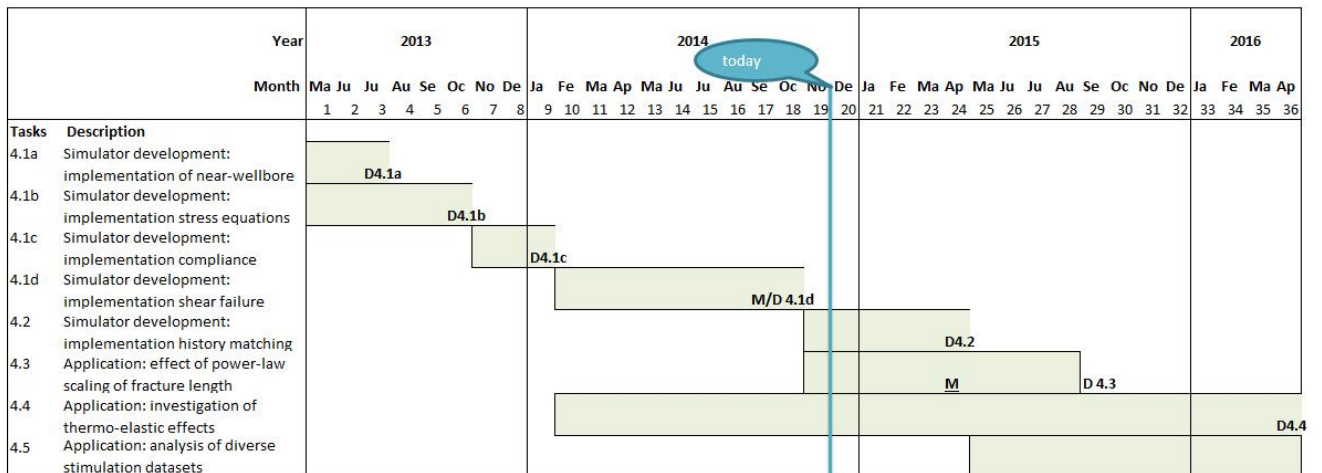 Year 2013 2014 2015 2016
today
Month Ma Ju Ju Au Se Oc No De Ja Fe Ma Ap Ma Ju Ju Au Se Oc No De Ja Fe Ma Ap Ma Ju Ju Au Se Oc No De Ja Fe Ma Ap
1 2 3 4 5 6 7 8 9 10 11 12 13 14 15 16 17 18 19 20 21 22 23 24 25 26 27 28 29 30 31 32 33 34 35 36
Tasks Description
4.1a Simulator development:
implementation of near-wellbore D4.1a
4.1b Simulator development:
implementation stress equations D4.1b
4.1c Simulator development:
implementation compliance D4.1c
4.1d Simulator development:
implementation shear failure M/D 4.1d
4.2 Simulator development:
implementation history matching D4.2
4.3 Application: effect of power-law
scaling of fracture length M D 4.3
4.4 Application: investigation of
thermo-elastic effects D4.4
4.5 Application: analysis of diverse
stimulation datasets